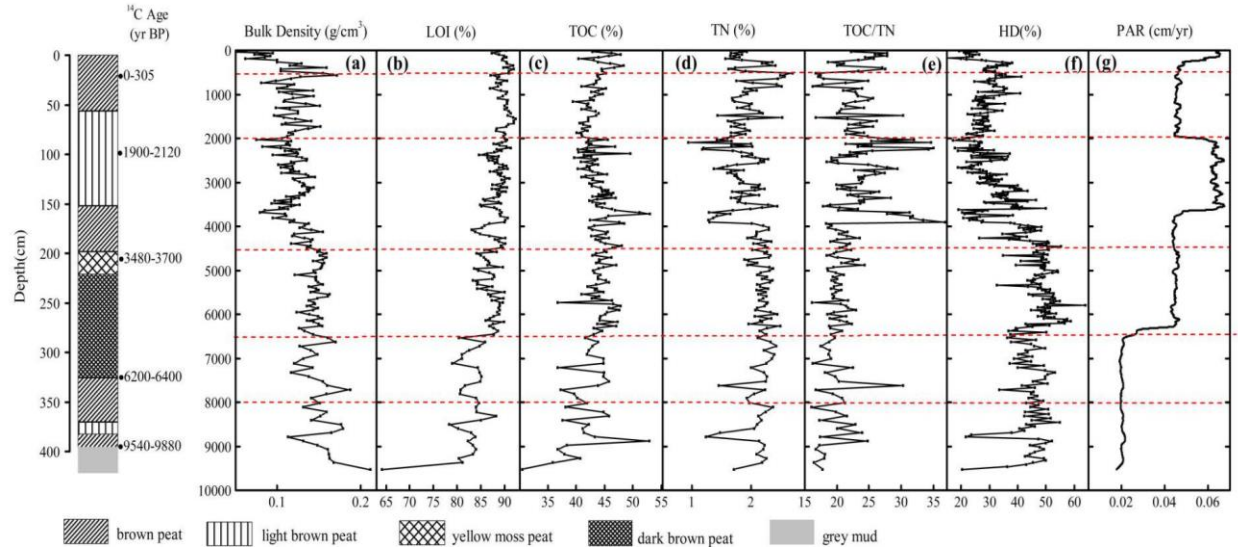 ¹⁴C Age
(yr BP)
Bulk Density (g/cm³)
LOI (%)
TOC (%)
TN (%)
TOC/TN
HD(%)
PAR (cm/yr)
(a)
(b)
(c)
(d)
(e)
(f)
(g)
Depth(cm)
0
50
100
150
200
250
300
350
400
0-305
1900-2120
3480-3700
6200-6400
9540-9880
0
1000
2000
3000
4000
5000
6000
7000
8000
9000
10000
0.1 0.2
65 70 75 80 85 90
35 40 45 50 55
1 2
15 20 25 30 35
20 30 40 50 60
0.02 0.04 0.06
brown peat
light brown peat
yellow moss peat
dark brown peat
grey mud